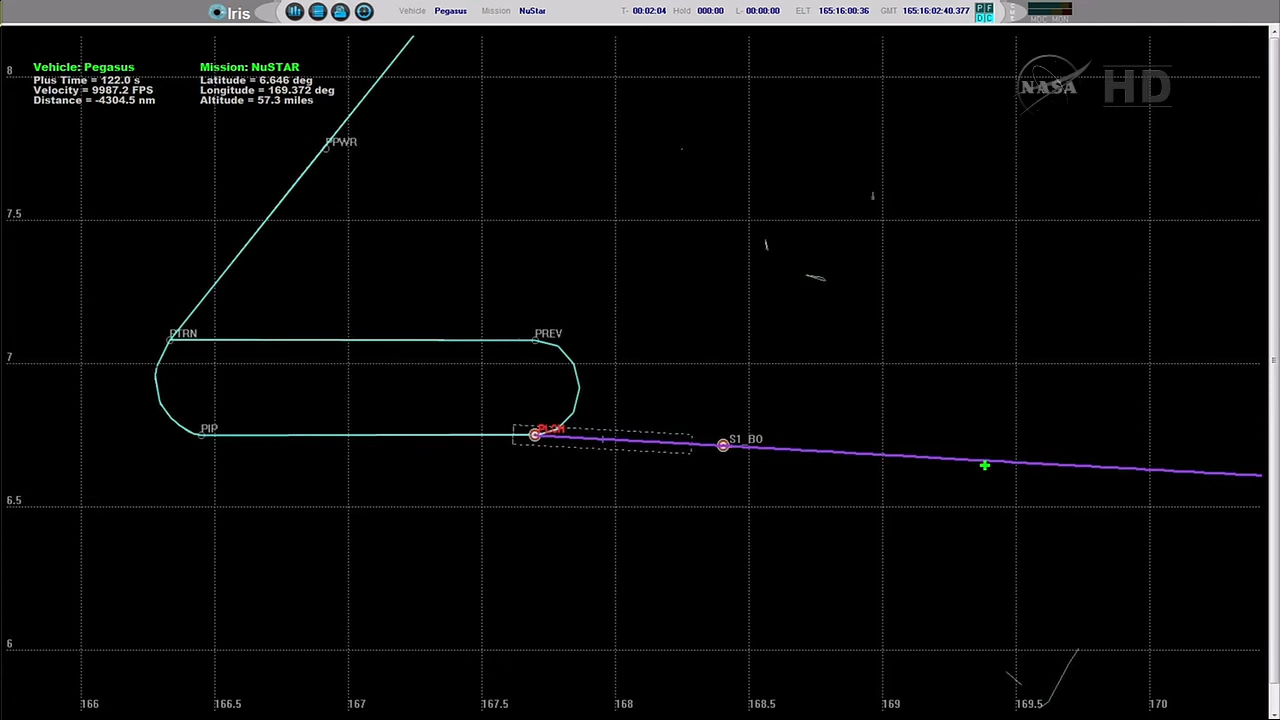 Iris Vehicle Pegasus Mission NuStar T- 00:02:04 Hold 000:00 L- 00:00:00 ELT 165:16:00:36 GMT 165:16:02:40.377 P F D C
MDC MON
Vehicle: Pegasus Mission: NuSTAR
Plus Time = 122.0 s Latitude = 6.646 deg
Velocity = 9987.2 FPS Longitude = 169.372 deg
Distance = -4304.5 nm Altitude = 57.3 miles
NASA HD
8
PPWR
7.5
PTRN PREV
7
PIP S1_BO
6.5
6
166 166.5 167 167.5 168 168.5 169 169.5 170